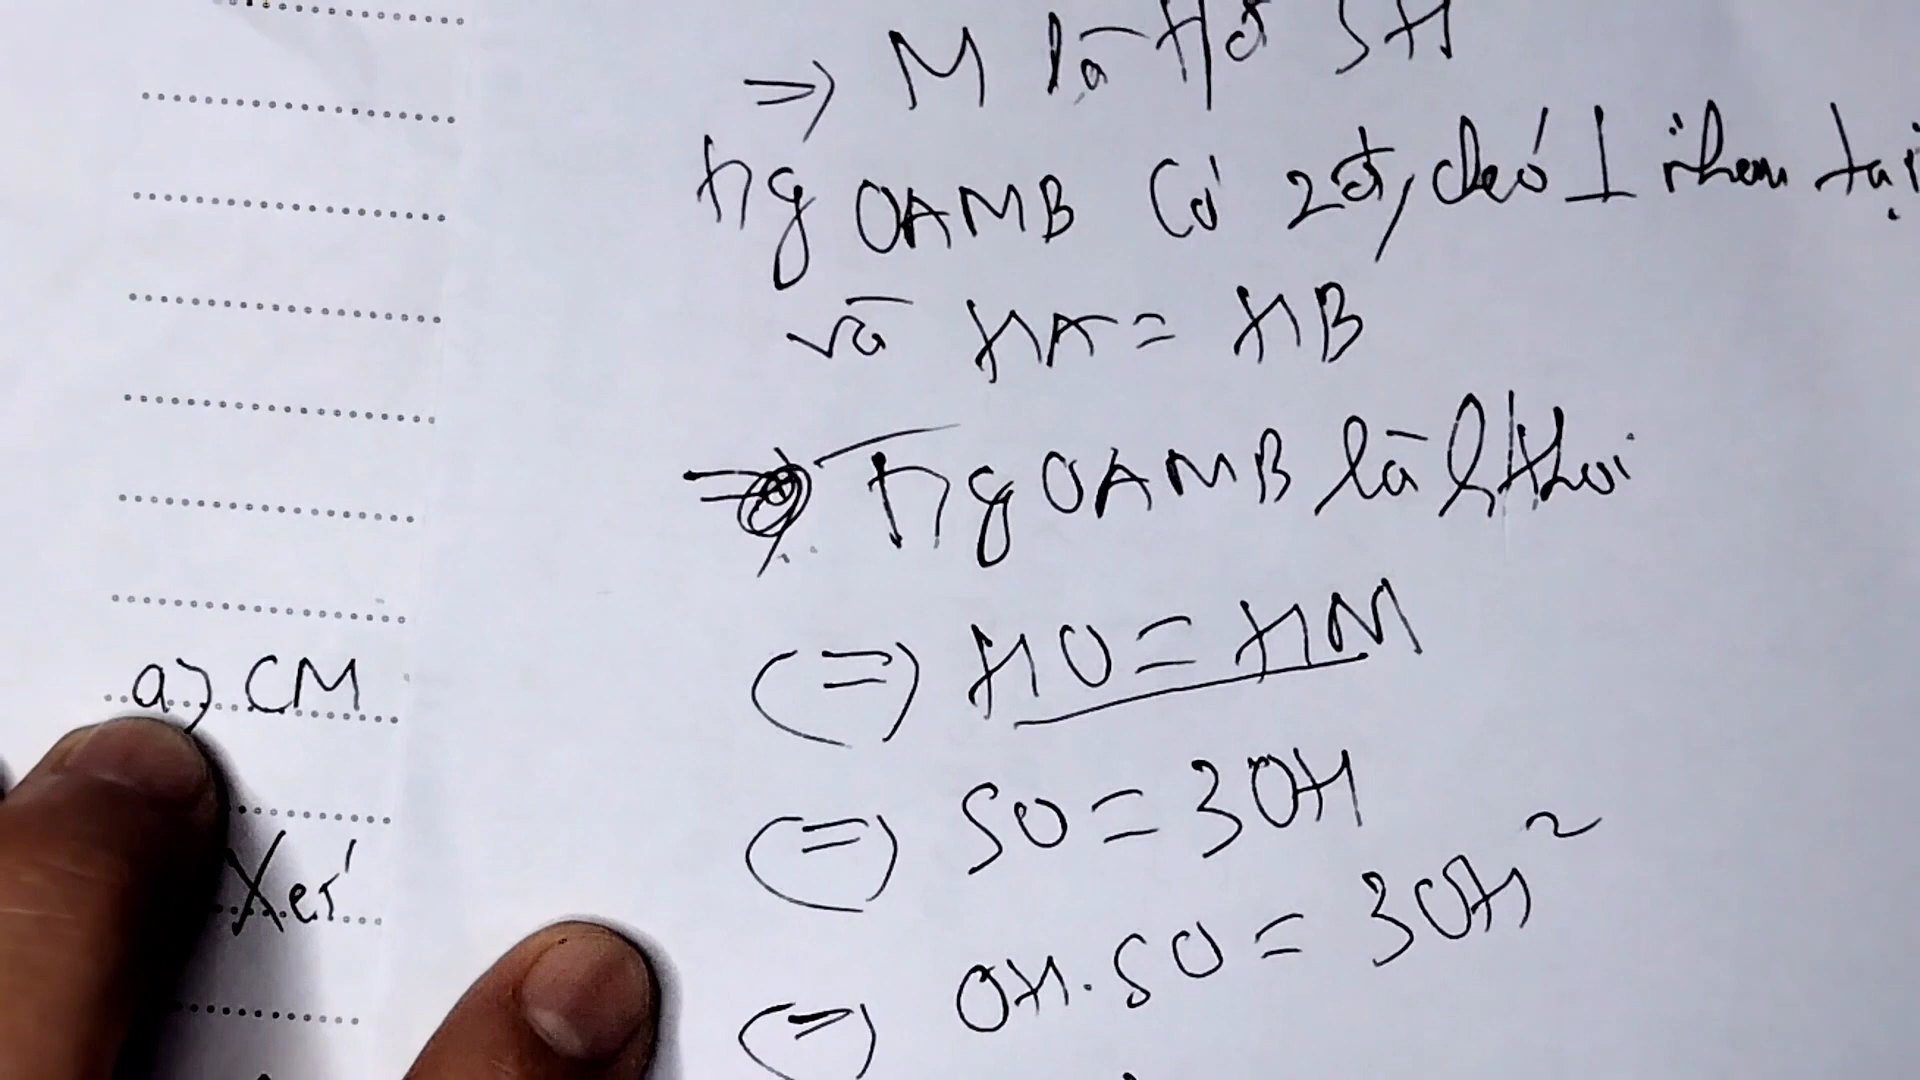 => M là tđ SH
tg OAMB Có 2 đ/chéo ⊥ nhau tại
và HA = HB
=> Tg OAMB là h thoi
(=) HO = HM
(=) SO = 3OH
(=) OH.SO = 3OH²
a) CM
Xét